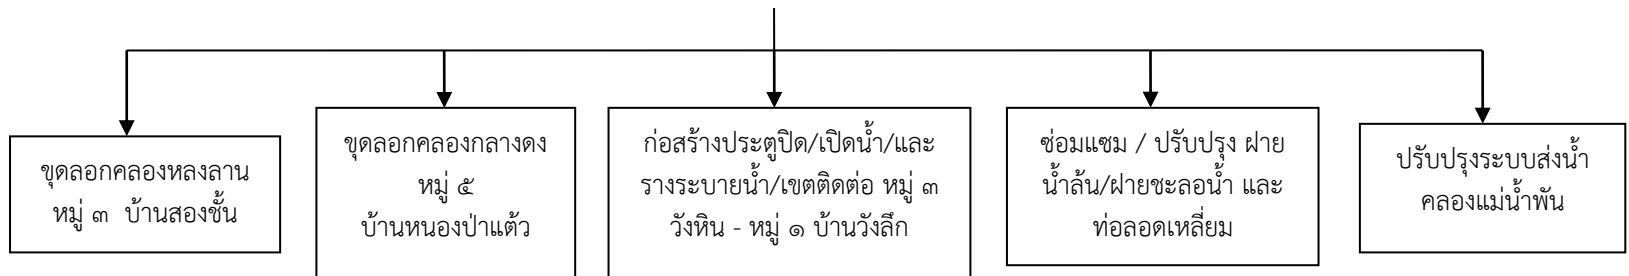 ขุดลอกคลองหลงลาน
หมู่ ๓  บ้านสองชั้น
ขุดลอกคลองกลางดง
หมู่ ๕
บ้านหนองป่าแต้ว
ก่อสร้างประตูปิด/เปิดน้ำ/และ
รางระบายน้ำ/เขตติดต่อ หมู่ ๓
วังหิน - หมู่ ๑ บ้านวังลึก
ซ่อมแซม / ปรับปรุง ฝาย
น้ำล้น/ฝายชะลอน้ำ และ
ท่อลอดเหลี่ยม
ปรับปรุงระบบส่งน้ำ
คลองแม่น้ำพัน